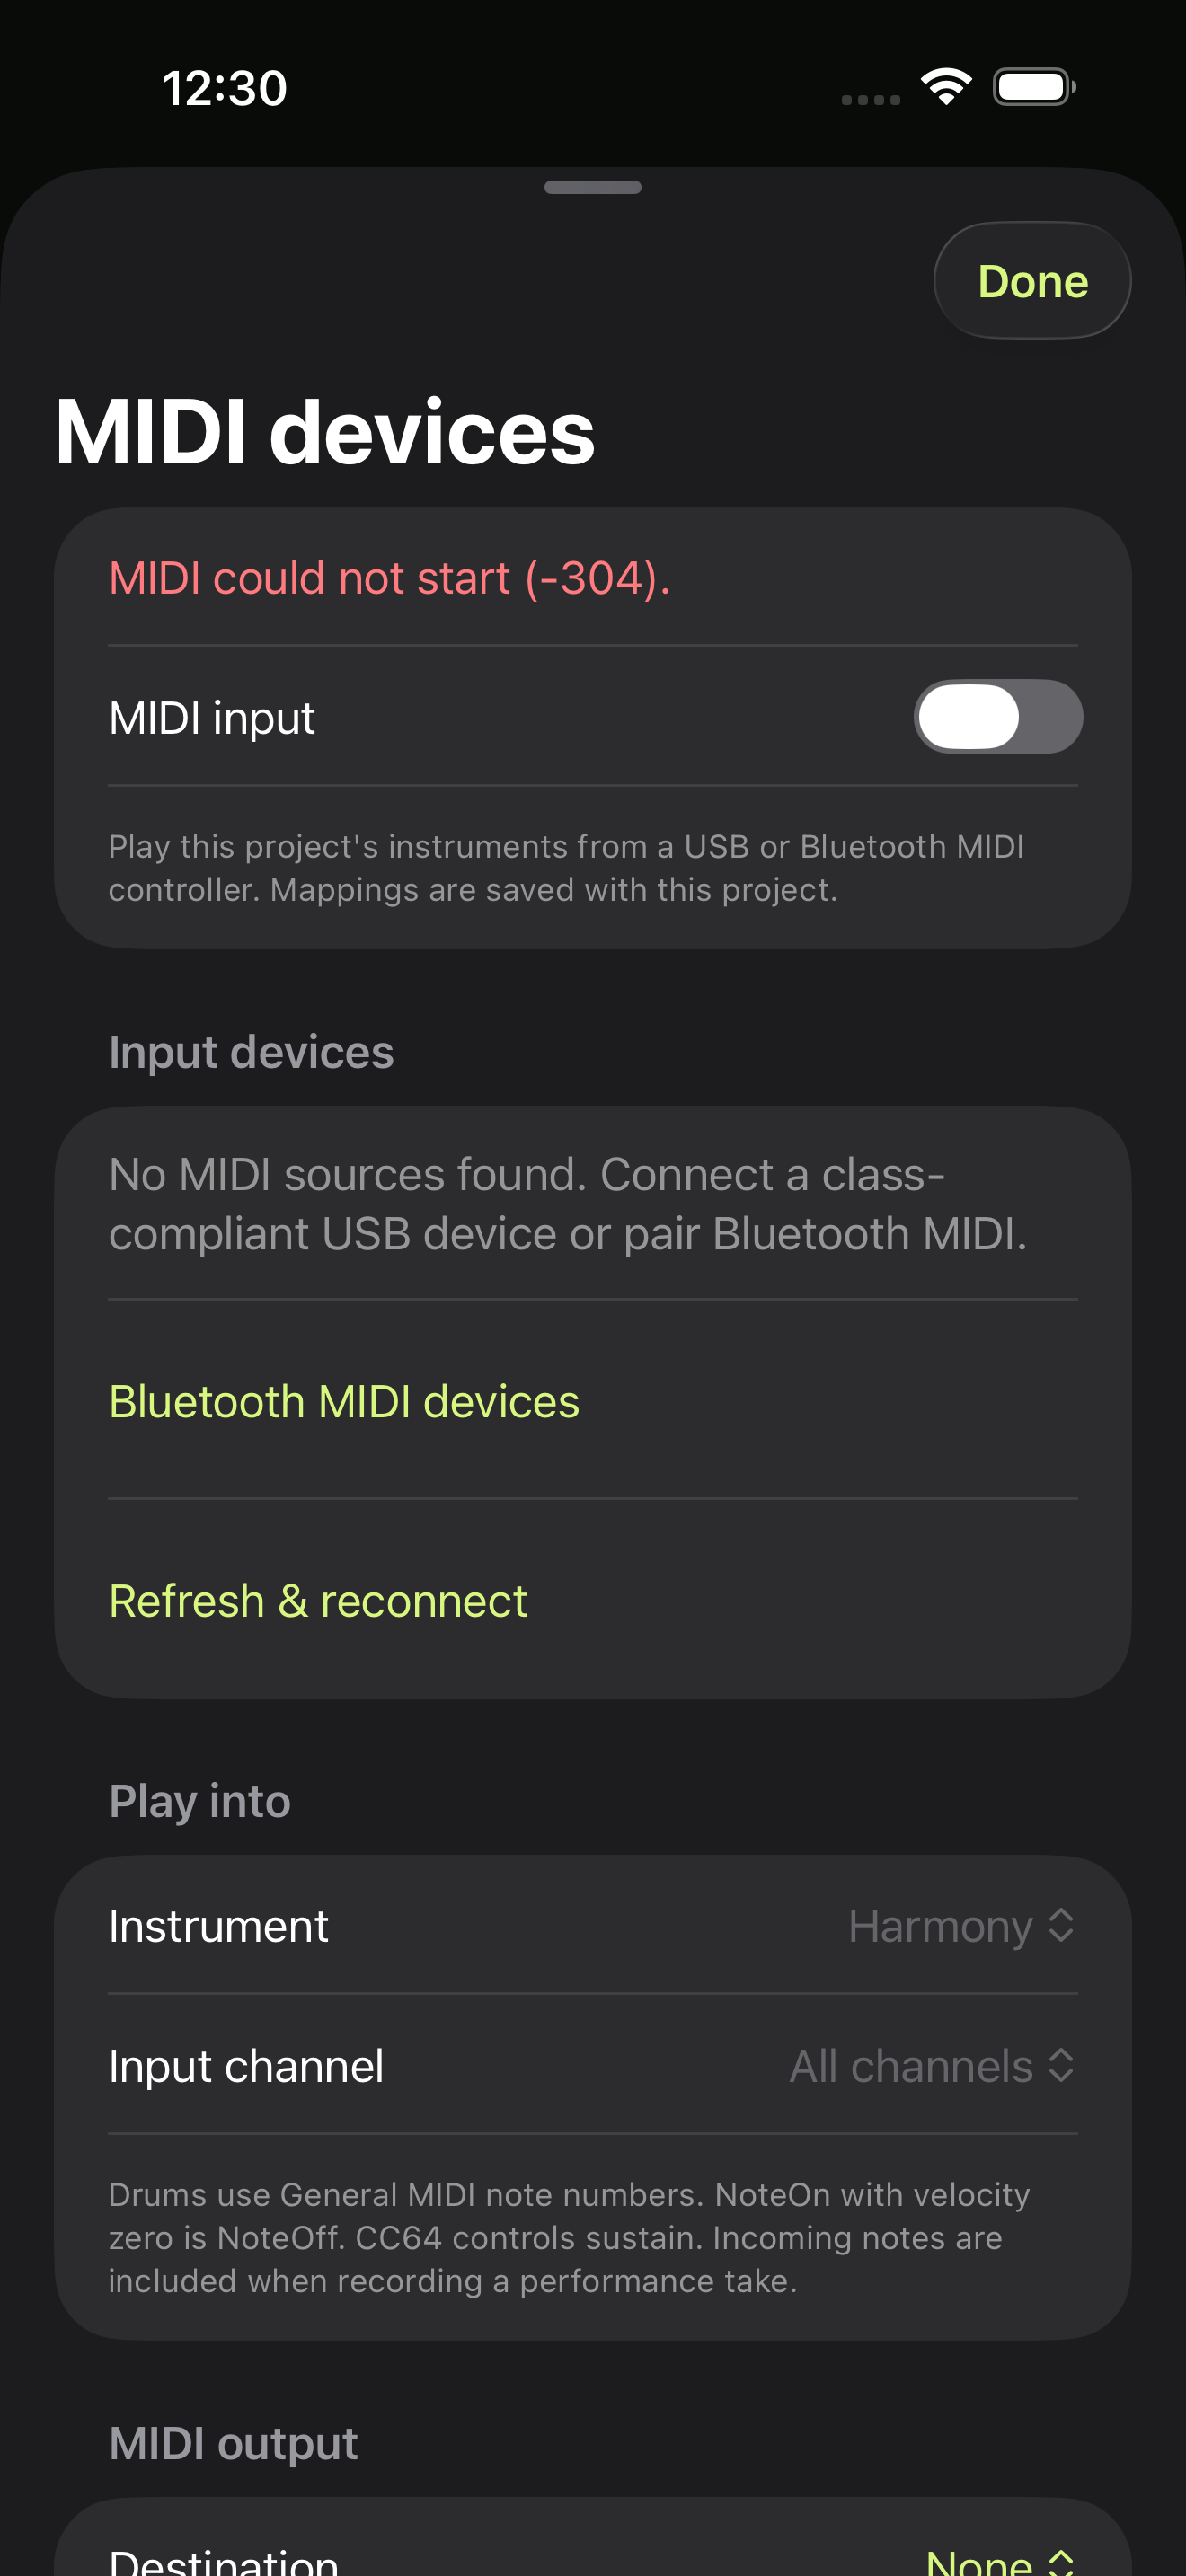 12:30
Done
MIDI devices
MIDI could not start (-304).
MIDI input
Play this project's instruments from a USB or Bluetooth MIDI
controller. Mappings are saved with this project.
Input devices
No MIDI sources found. Connect a class-
compliant USB device or pair Bluetooth MIDI.
Bluetooth MIDI devices
Refresh & reconnect
Play into
Instrument
Harmony
Input channel
All channels
Drums use General MIDI note numbers. NoteOn with velocity
zero is NoteOff. CC64 controls sustain. Incoming notes are
included when recording a performance take.
MIDI output
Destination
None